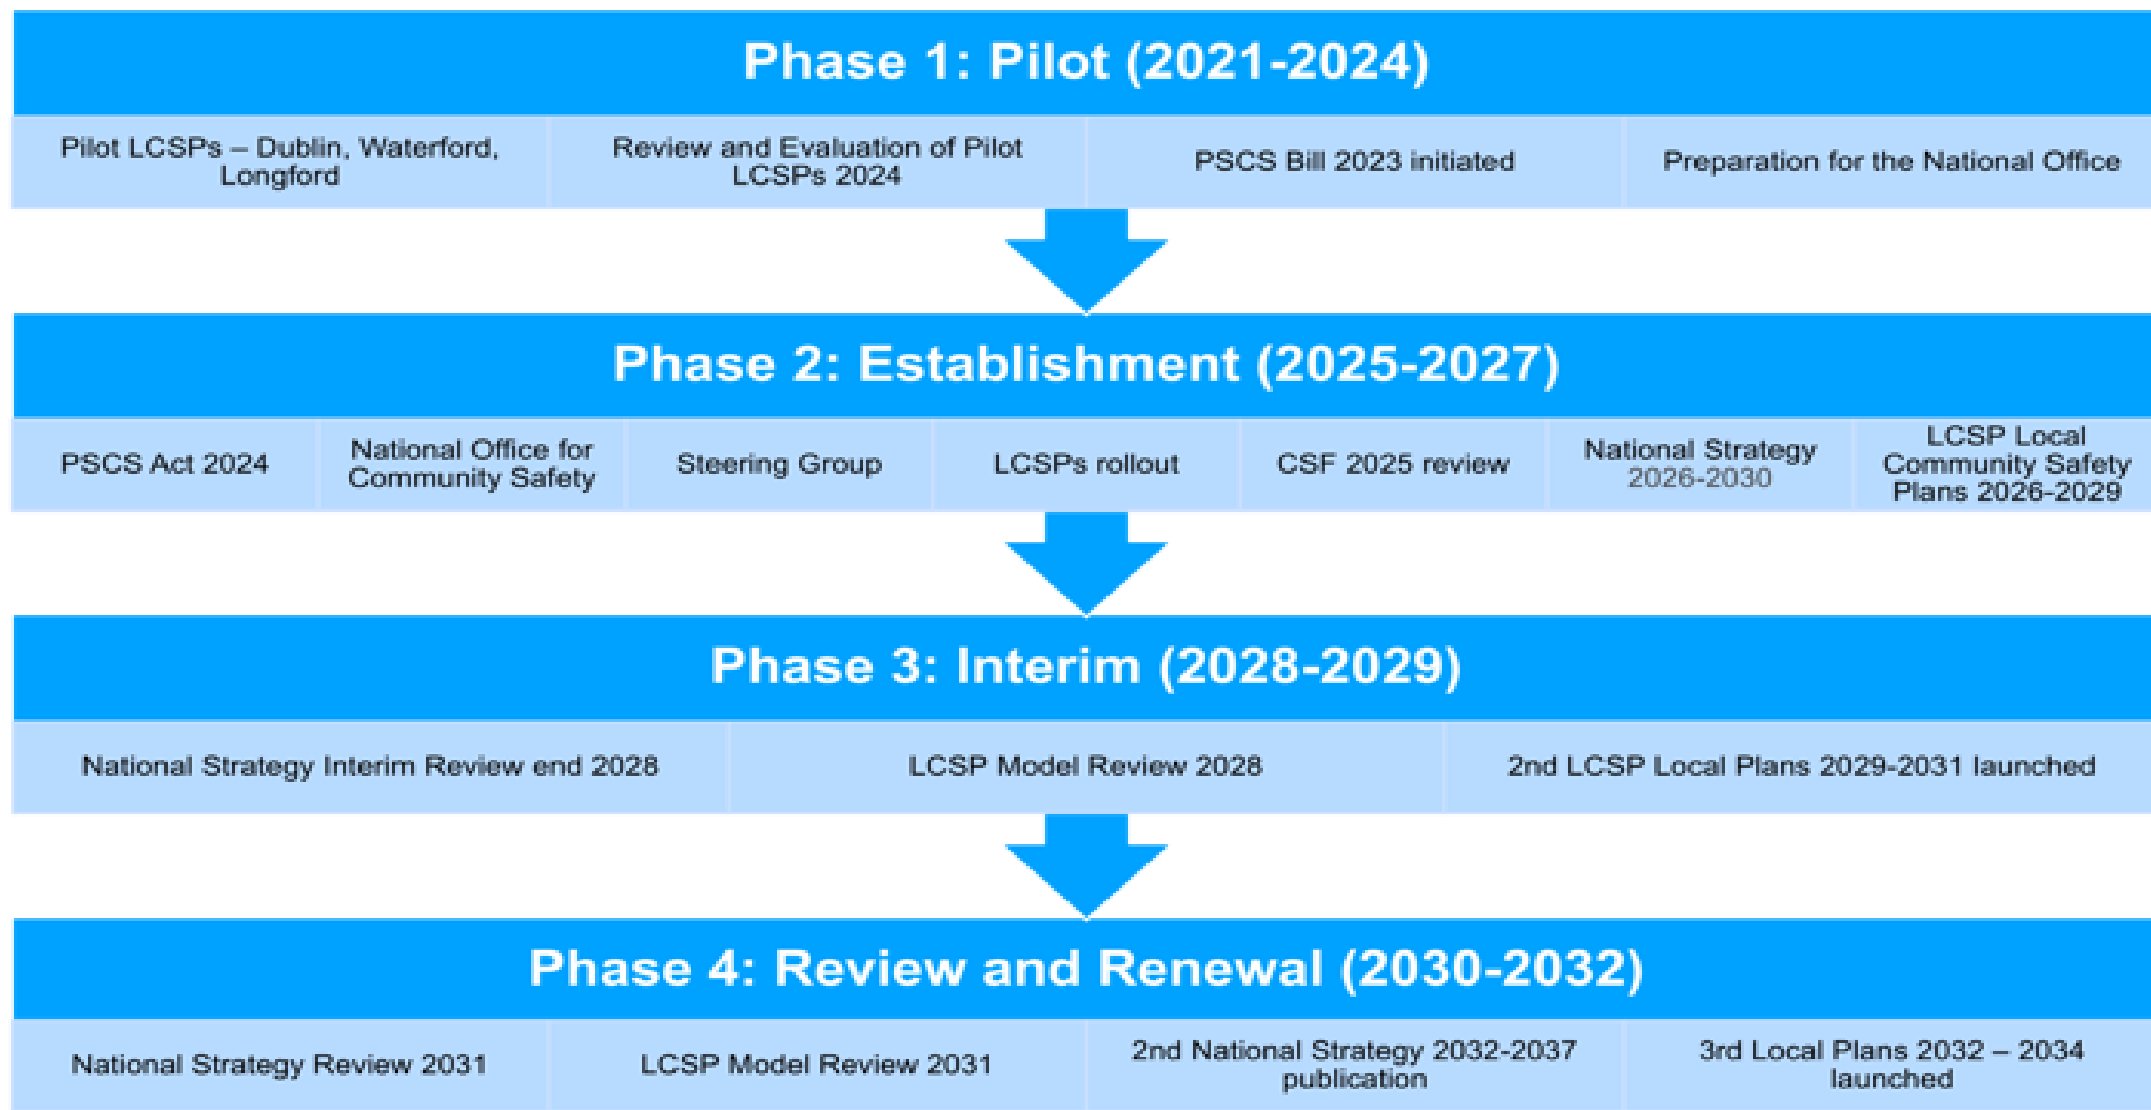 Phase 1: Pilot (2021-2024)
Pilot LCSPs – Dublin, Waterford,
Longford
Review and Evaluation of Pilot
LCSPs 2024
PSCS Bill 2023 initiated
Preparation for the National Office
Phase 2: Establishment (2025-2027)
PSCS Act 2024
National Office for
Community Safety
Steering Group
LCSPs rollout
CSF 2025 review
National Strategy
2026-2030
LCSP Local
Community Safety
Plans 2026-2029
Phase 3: Interim (2028-2029)
National Strategy Interim Review end 2028
LCSP Model Review 2028
2nd LCSP Local Plans 2029-2031 launched
Phase 4: Review and Renewal (2030-2032)
National Strategy Review 2031
LCSP Model Review 2031
2nd National Strategy 2032-2037
publication
3rd Local Plans 2032 – 2034
launched